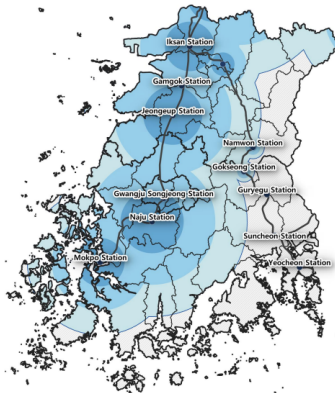 Iksan Station
Gamgok Station
Jeongeup Station
Namwon Station
Gokseong Station
Guryegu Station
Gwangju Songjeong Station
Naju Station
Suncheon Station
Mokpo Station
Yeocheon Station